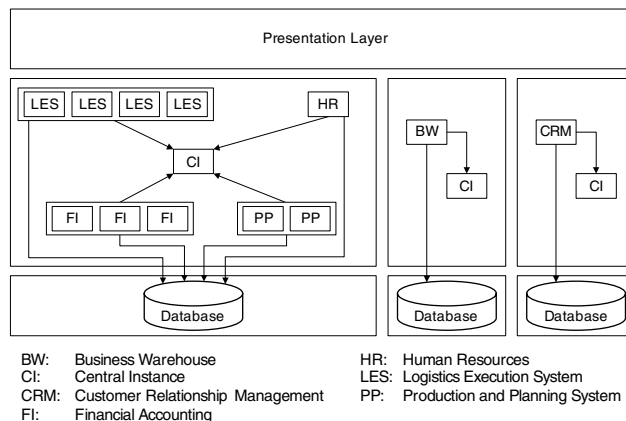 Presentation Layer
LES LES LES LES HR
BW CRM
CI
CI CI
FI FI FI PP PP
Database Database Database
BW: Business Warehouse
CI: Central Instance
CRM: Customer Relationship Management
FI: Financial Accounting
HR: Human Resources
LES: Logistics Execution System
PP: Production and Planning System